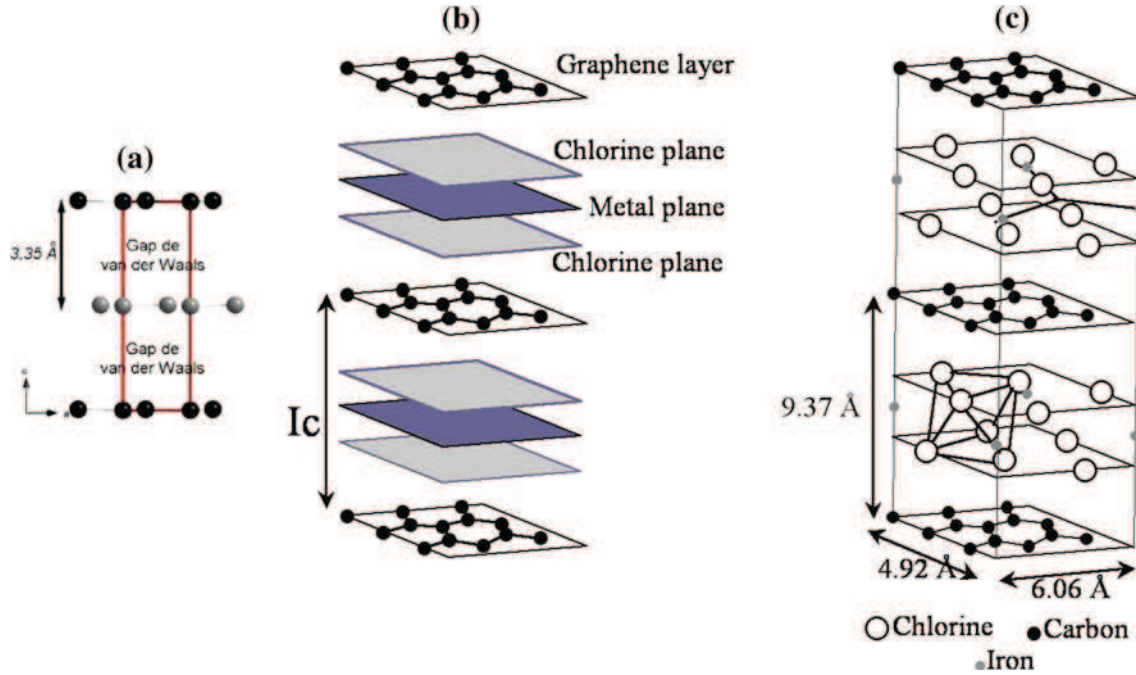 (a)
3.35 Å
Gap de
van der Waals
Gap de
van der Waals
c
a
(b)
Graphene layer
Chlorine plane
Metal plane
Chlorine plane
Ic
(c)
9.37 Å
4.92 Å
6.06 Å
Chlorine
Carbon
Iron